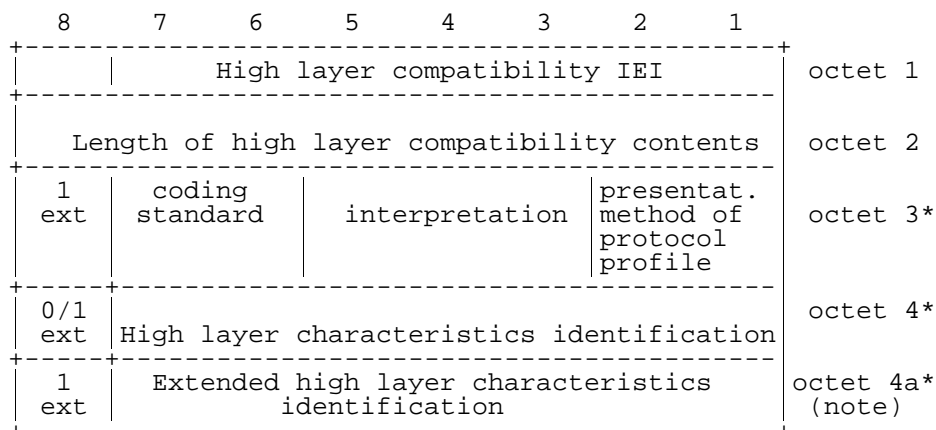 8 7 6 5 4 3 2 1
High layer compatibility IEI octet 1
Length of high layer compatibility contents octet 2
1 coding presentat.
ext standard interpretation method of octet 3*
protocol
profile
0/1 octet 4*
ext High layer characteristics identification
1 Extended high layer characteristics octet 4a*
ext identification (note)